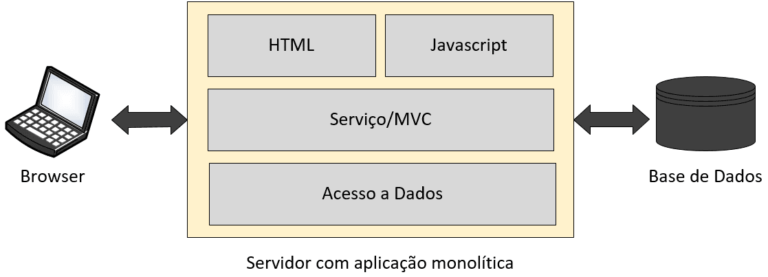 HTML
Javascript
Serviço/MVC
Acesso a Dados
Browser
Base de Dados
Servidor com aplicação monolítica